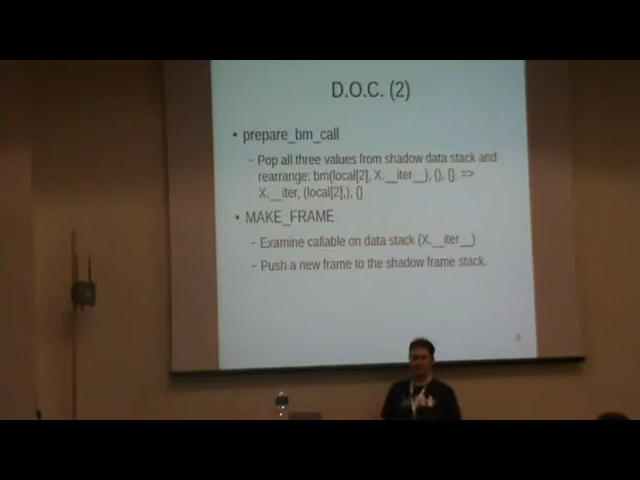 D.O.C. (2)
• prepare_bm_call
– Pop all three values from shadow data stack and
rearrange: bm(local[2], X.__iter__), (), {} =>
X.__iter, (local[2],), {}
• MAKE_FRAME
– Examine callable on data stack (X.__iter__)
– Push a new frame to the shadow frame stack.